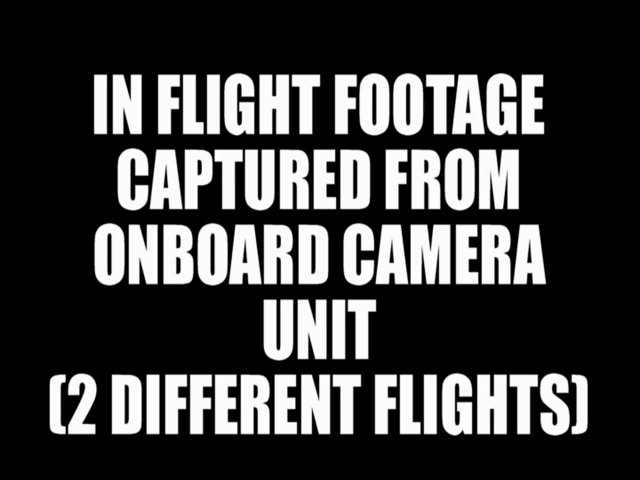 IN FLIGHT FOOTAGE
CAPTURED FROM
ONBOARD CAMERA
UNIT
(2 DIFFERENT FLIGHTS)